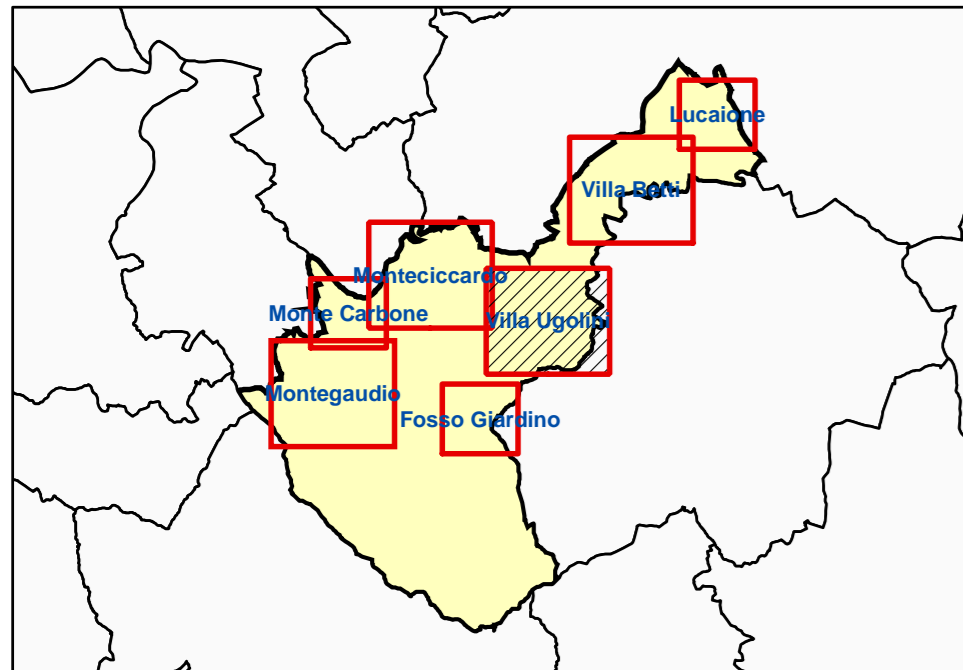 Lucaione
Villa Betti
Monteciccardo
Monte Carbone
Villa Ugolini
Montegaudio
Fosso Giardino